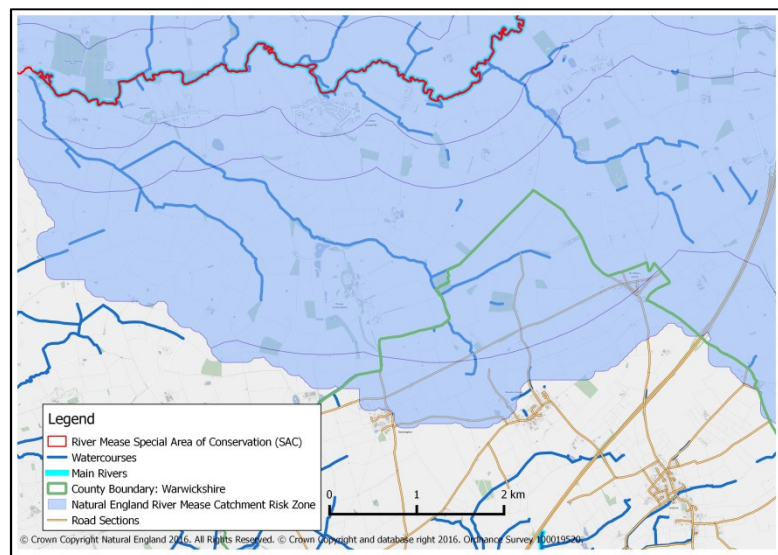 0 1 2 km
Legend
River Mease Special Area of Conservation (SAC)
Watercourses
Main Rivers
County Boundary: Warwickshire
Natural England River Mease Catchment Risk Zone
Road Sections
© Crown Copyright Natural England 2016. All Rights Reserved. © Crown Copyright and database right 2016. Ordnance Survey 100019520.